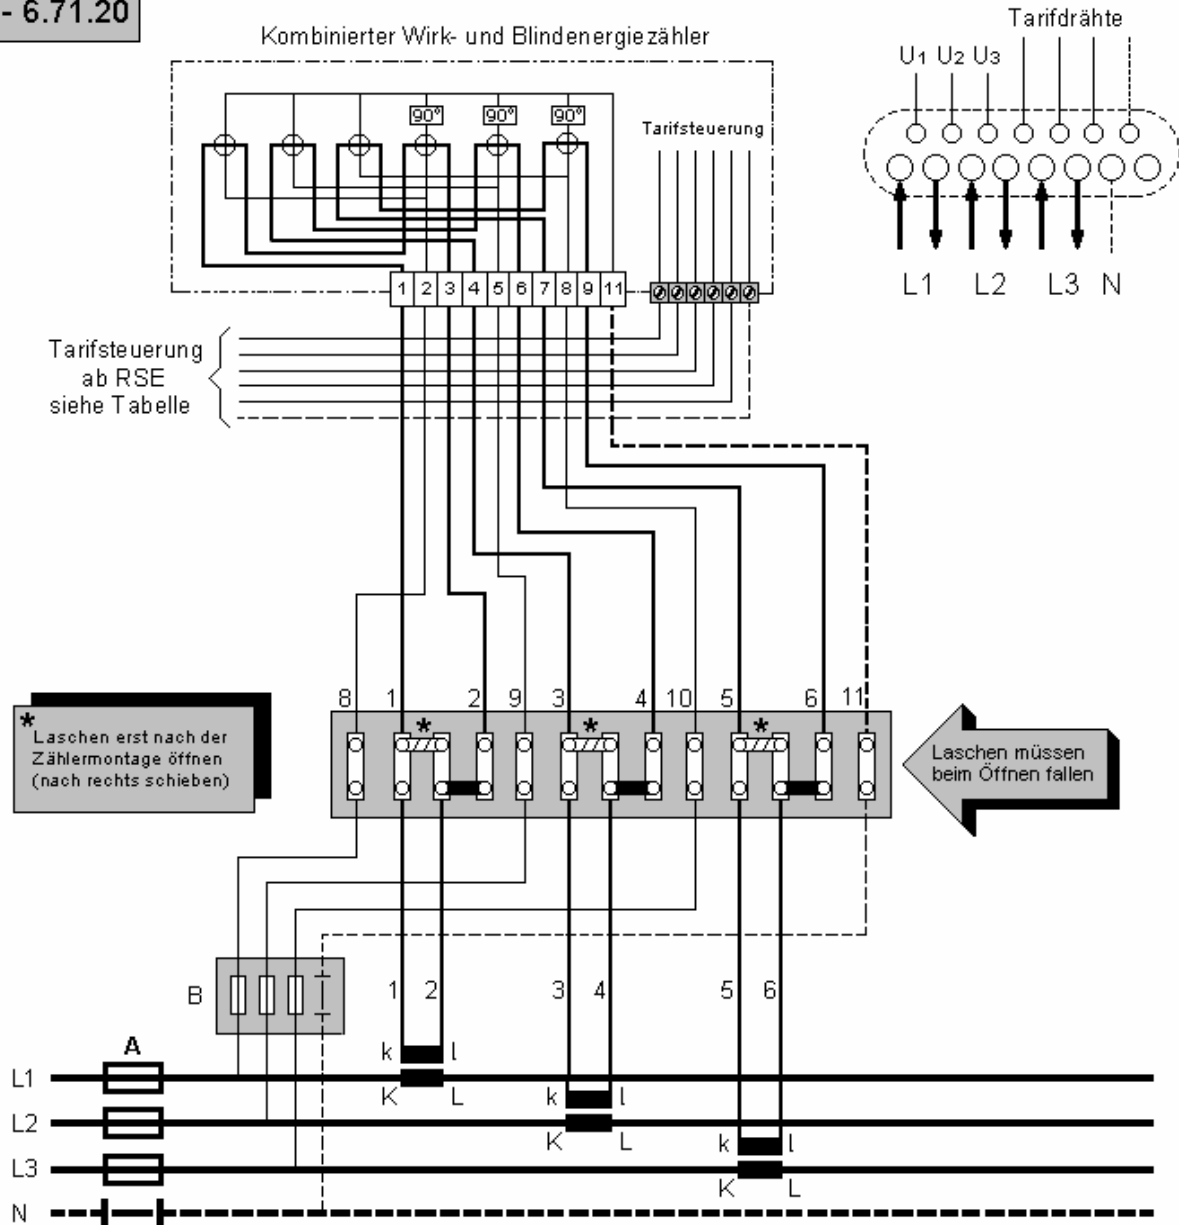 - 6.71.20
Kombinierter Wirk- und Blindenergiezähler
Tarifdrähte
U1 U2 U3
90° 90° 90°
Tarifsteuerung
L1 L2 L3 N
1 2 3 4 5 6 7 8 9 11
Tarifsteuerung
ab RSE
siehe Tabelle
8 1 2 9 3 4 10 5 6 11
* * *
*
Laschen erst nach der
Zählermontage öffnen
(nach rechts schieben)
Laschen müssen
beim Öffnen fallen
B
1 2 3 4 5 6
A
k l
L1
K L
k l
L2
K L
k l
L3
K L
N